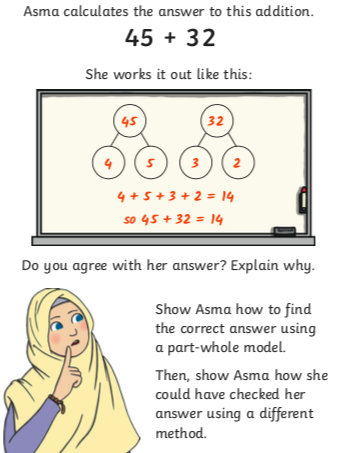 Asma calculates the answer to this addition.
45 + 32
She works it out like this:
45 32
4 5 3 2
4 + 5 + 3 + 2 = 14
so 45 + 32 = 14
Do you agree with her answer? Explain why.
Show Asma how to find
the correct answer using
a part-whole model.
Then, show Asma how she
could have checked her
answer using a different
method.